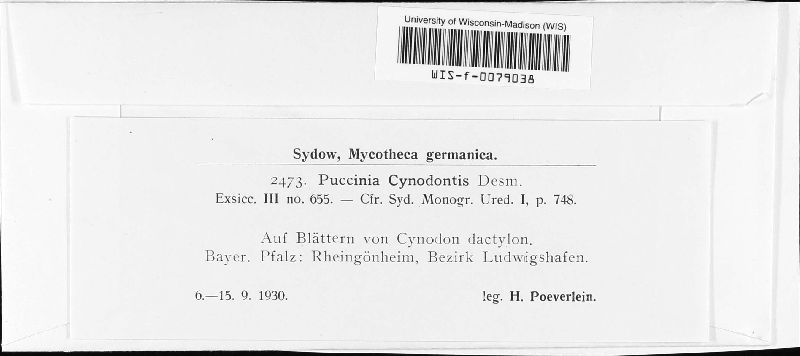 University of Wisconsin-Madison (WIS)
WIS-f-0079038
Sydow, Mycotheca germanica.
2473. Puccinia Cynodontis Desm.
Exsicc. III no. 655. — Cfr. Syd. Monogr. Ured. I, p. 748.
Auf Blättern von Cynodon dactylon.
Bayer. Pfalz: Rheingönheim, Bezirk Ludwigshafen.
6.—15. 9. 1930. leg. H. Poeverlein.